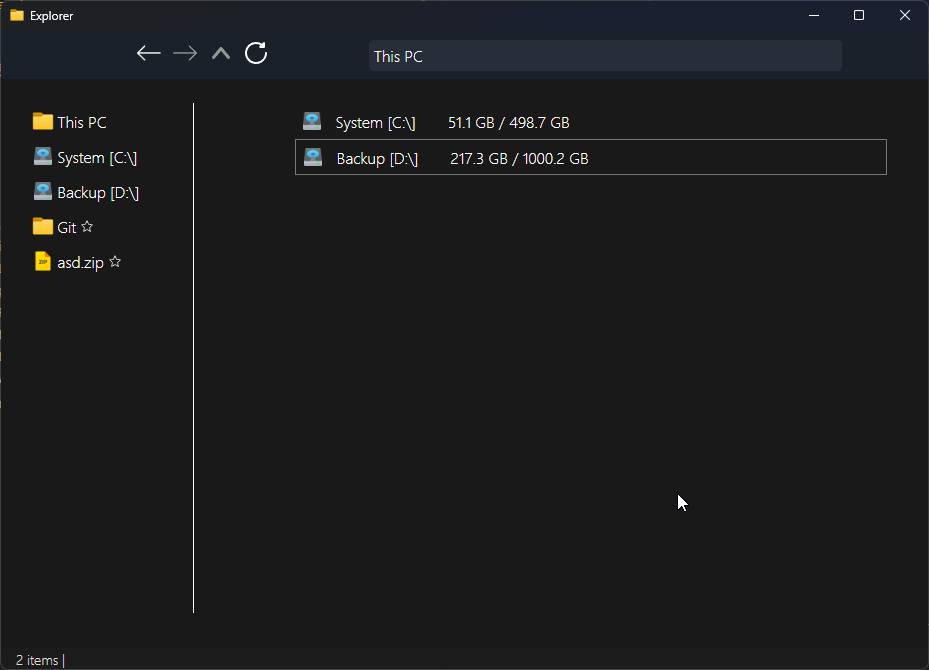 Explorer
This PC
This PC
System [C:\]
Backup [D:\]
Git ☆
asd.zip ☆
System [C:\] 51.1 GB / 498.7 GB
Backup [D:\] 217.3 GB / 1000.2 GB
2 items |